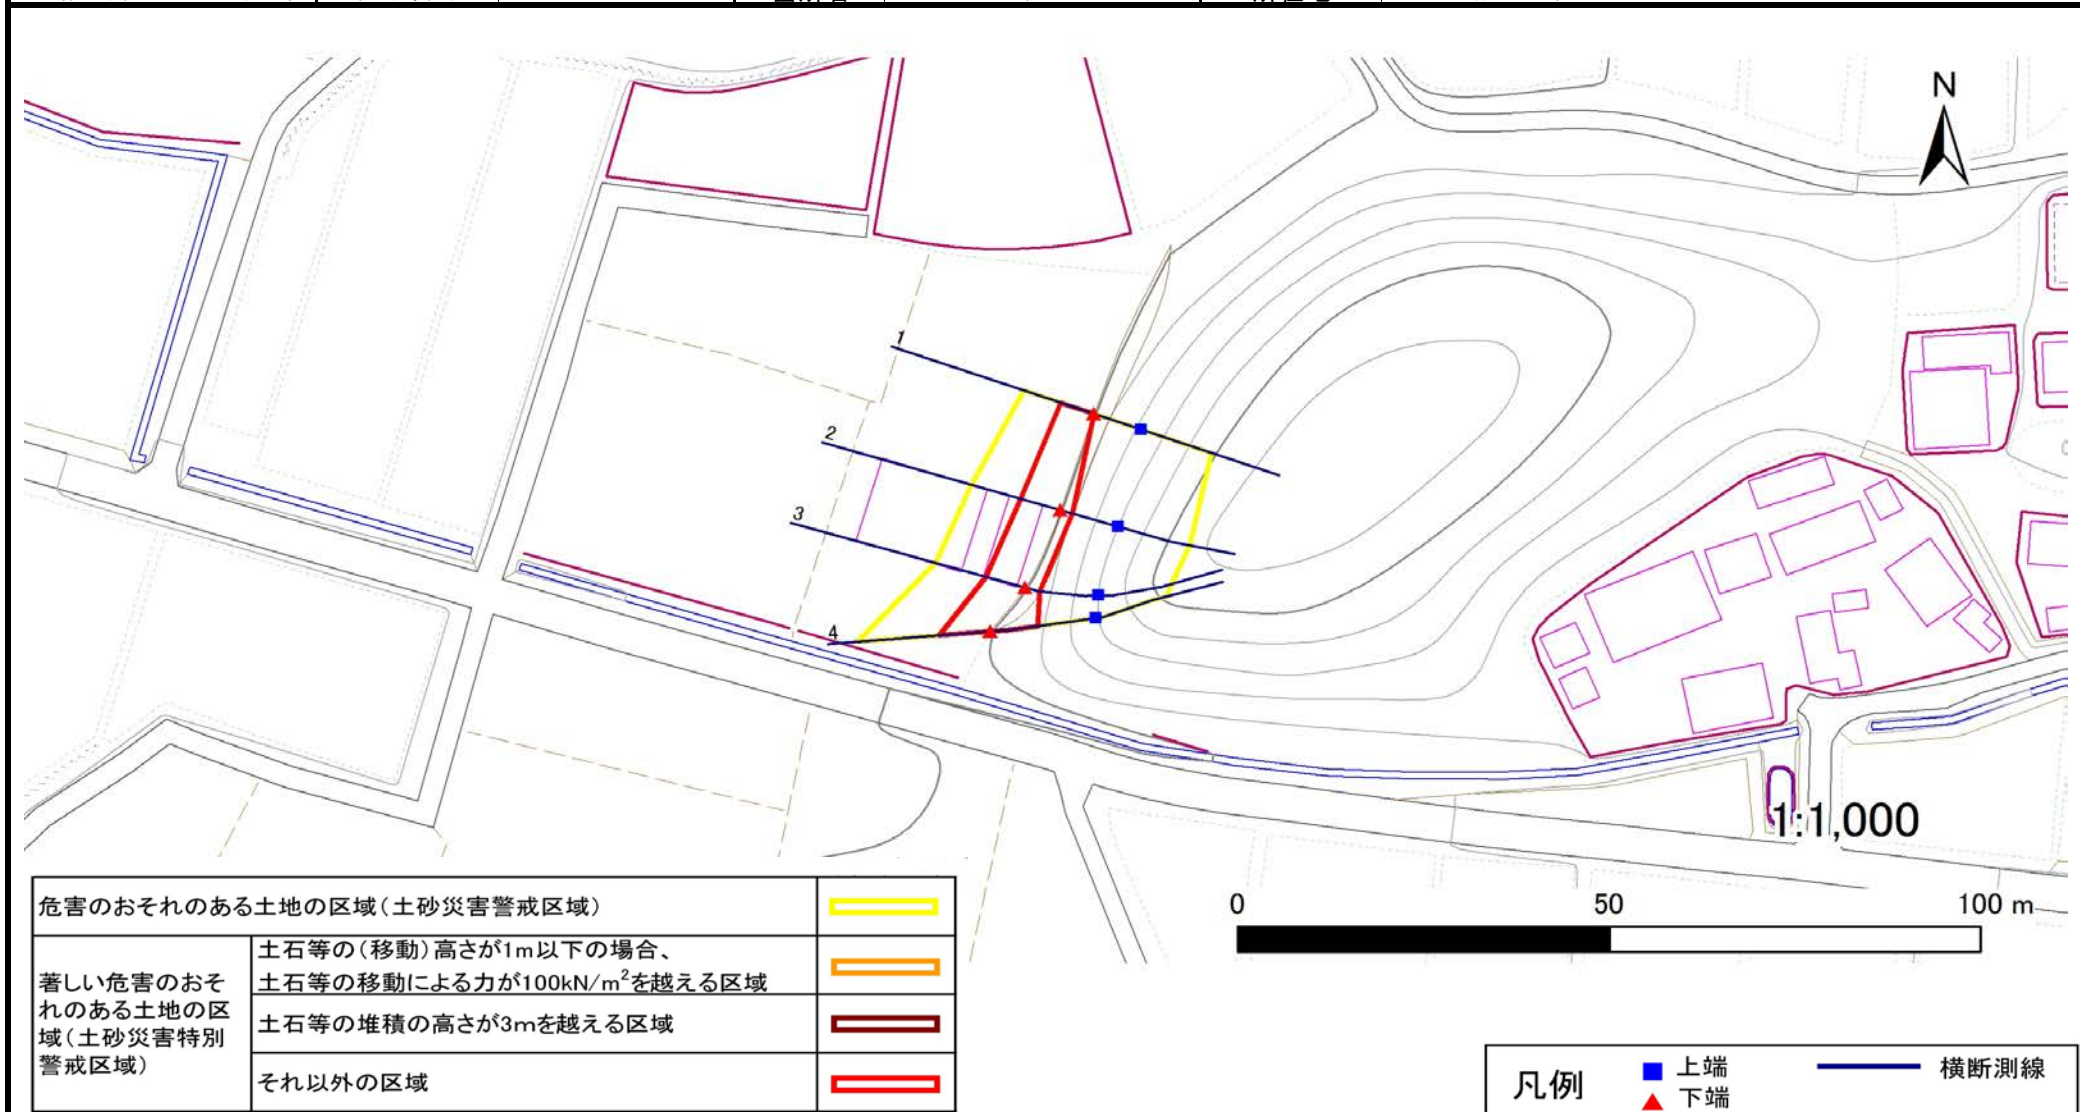 N
1
2
3
4
1:1,000
0 50 100 m
危害のおそれのある土地の区域(土砂災害警戒区域)
著しい危害のおそ
れのある土地の区
域(土砂災害特別
警戒区域)
土石等の(移動)高さが1m以下の場合、
土石等の移動による力が100kN/m²を越える区域
土石等の堆積の高さが3mを越える区域
それ以外の区域
凡例
上端
下端
横断測線